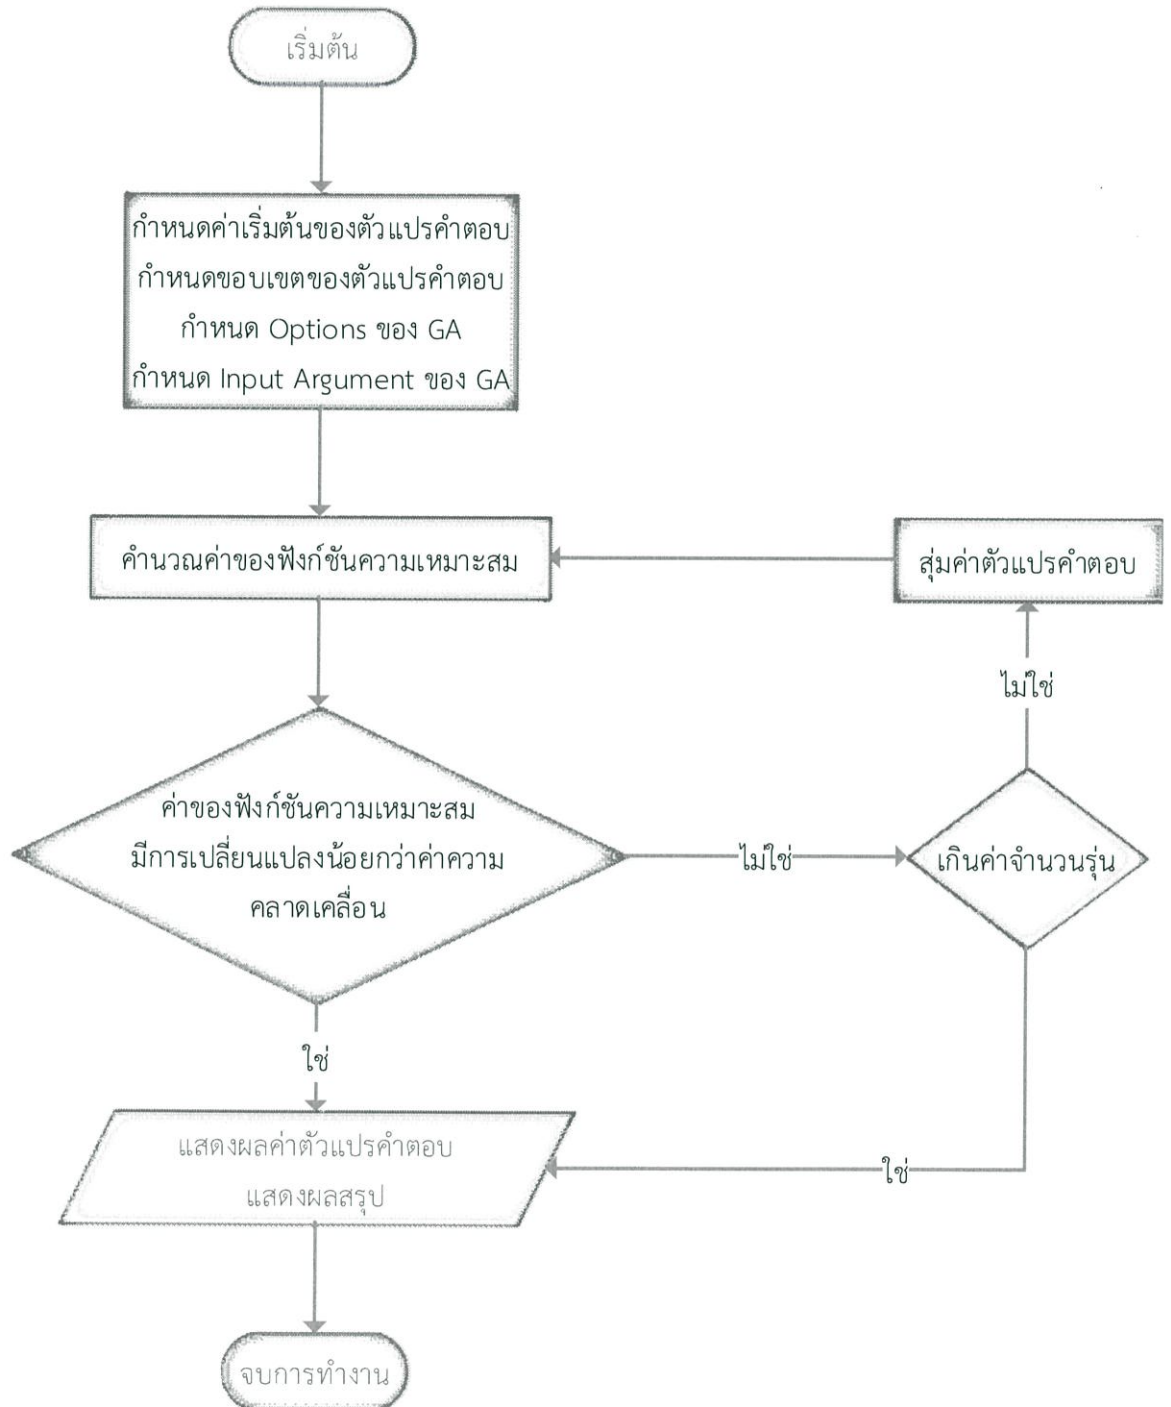 เริ่มต้น
กำหนดค่าเริ่มต้นของตัวแปรคำตอบ
กำหนดขอบเขตของตัวแปรคำตอบ
กำหนด Options ของ GA
กำหนด Input Argument ของ GA
คำนวณค่าของฟังก์ชันความเหมาะสม
สุ่มค่าตัวแปรคำตอบ
ไม่ใช่
ค่าของฟังก์ชันความเหมาะสม
มีการเปลี่ยนแปลงน้อยกว่าค่าความ
คลาดเคลื่อน
ไม่ใช่
เกินค่าจำนวนรุ่น
ใช่
แสดงผลค่าตัวแปรคำตอบ
แสดงผลสรุป
ใช่
จบการทำงาน